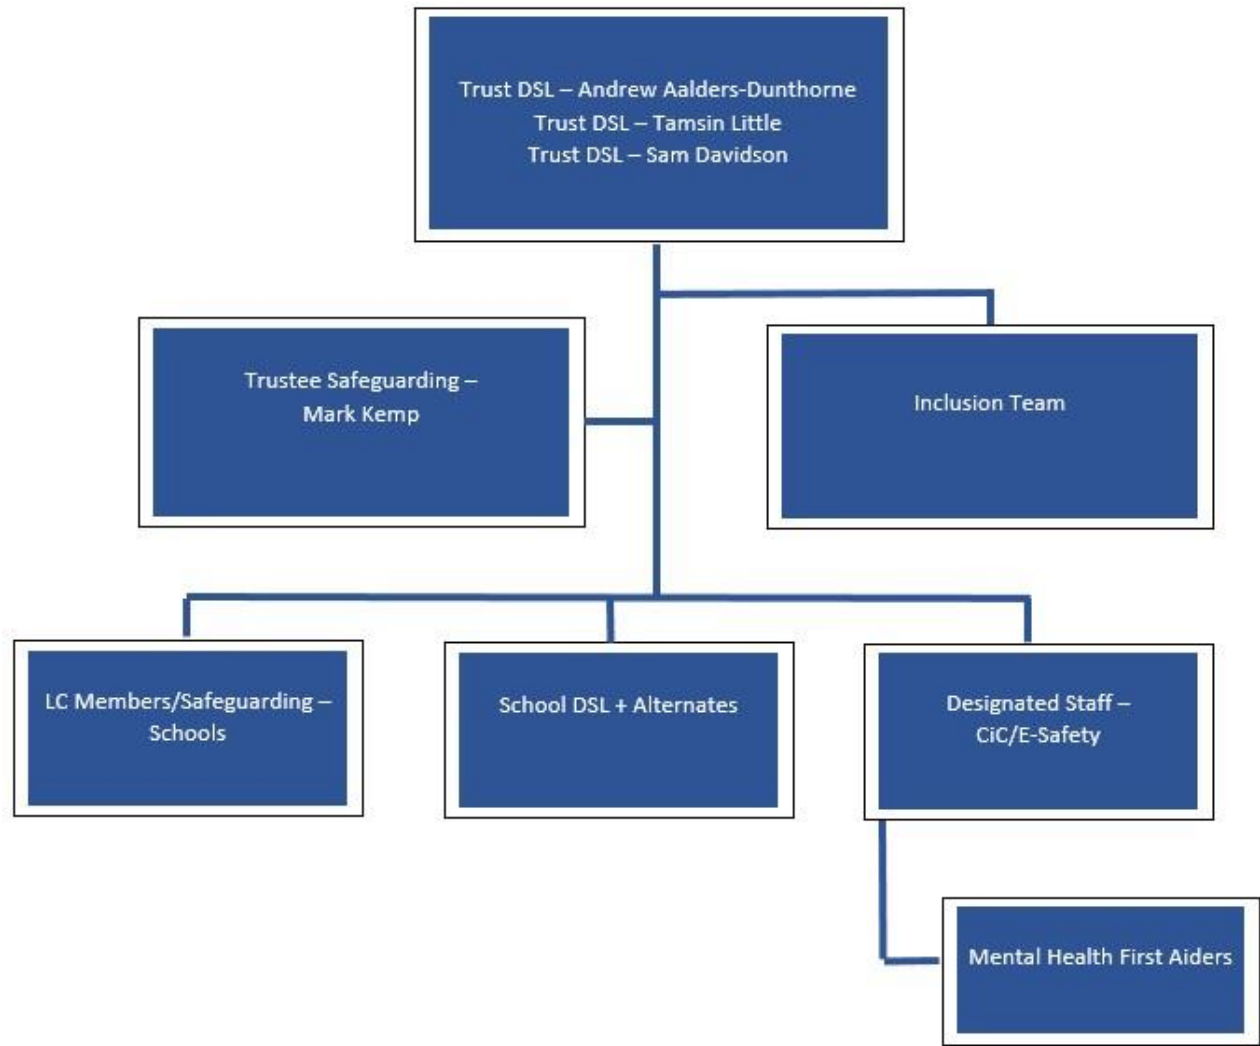 Trust DSL – Andrew Aalders-Dunthorne
Trust DSL – Tamsin Little
Trust DSL – Sam Davidson
Trustee Safeguarding –
Mark Kemp
Inclusion Team
LC Members/Safeguarding –
Schools
School DSL + Alternates
Designated Staff –
CiC/E-Safety
Mental Health First Aiders